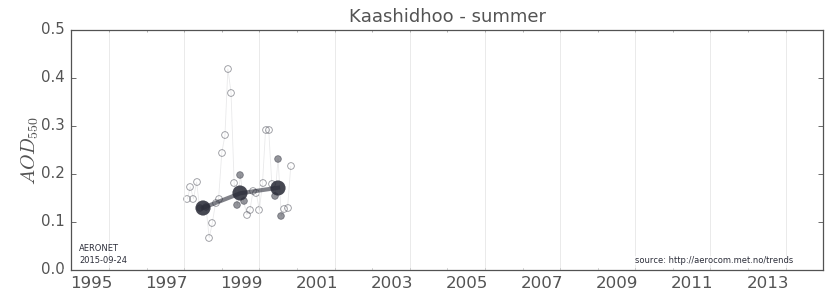 Kaashidhoo - summer
0.5
0.4
0.3
0.2
0.1
0.0
AOD550
AERONET
2015-09-24
source: http://aerocom.met.no/trends
1995 1997 1999 2001 2003 2005 2007 2009 2011 2013